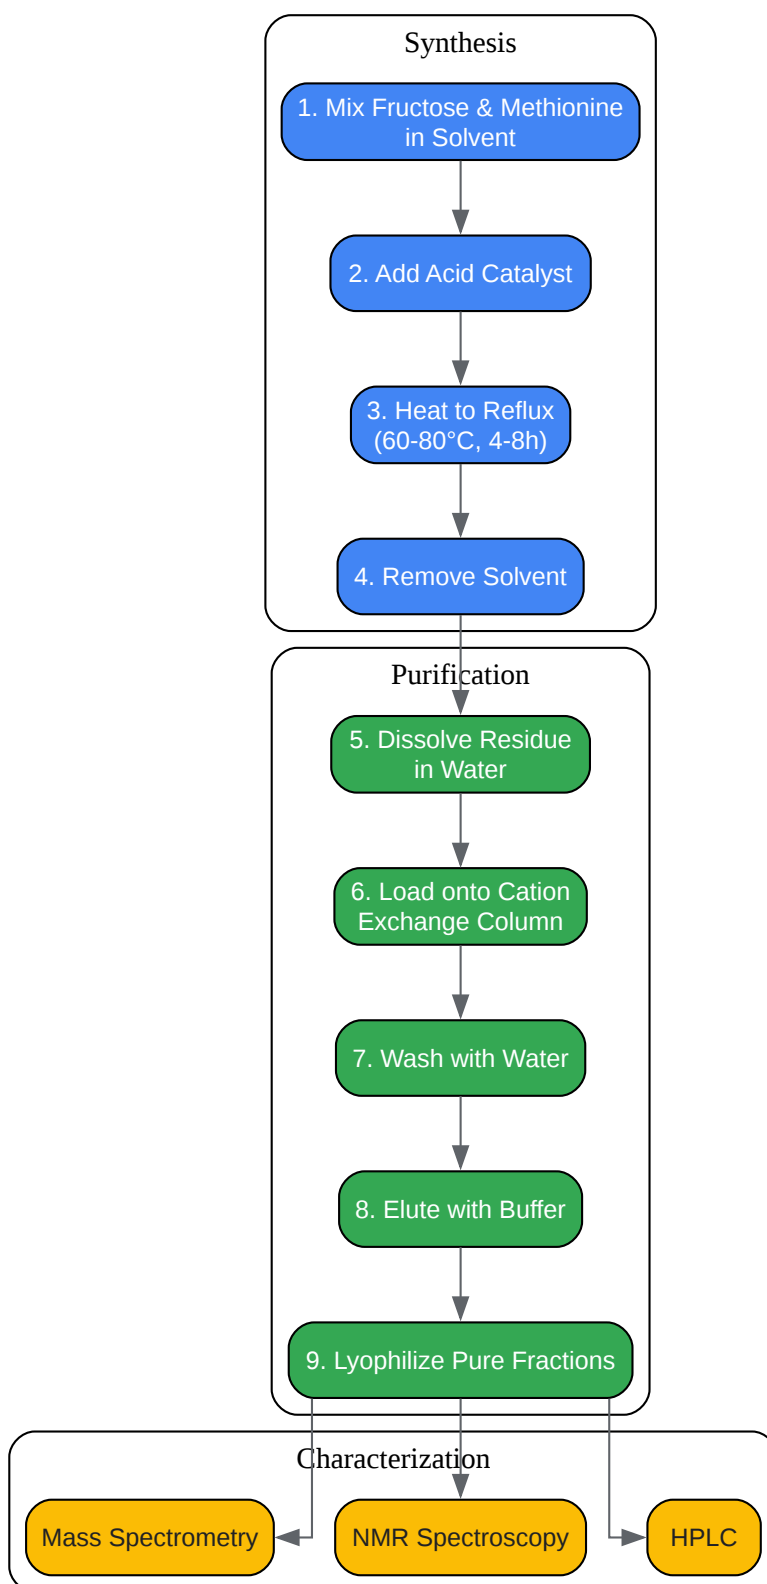 Synthesis
1. Mix Fructose & Methionine
in Solvent
2. Add Acid Catalyst
3. Heat to Reflux
(60-80°C, 4-8h)
4. Remove Solvent
Purification
5. Dissolve Residue
in Water
6. Load onto Cation
Exchange Column
7. Wash with Water
8. Elute with Buffer
9. Lyophilize Pure Fractions
Characterization
Mass Spectrometry
NMR Spectroscopy
HPLC